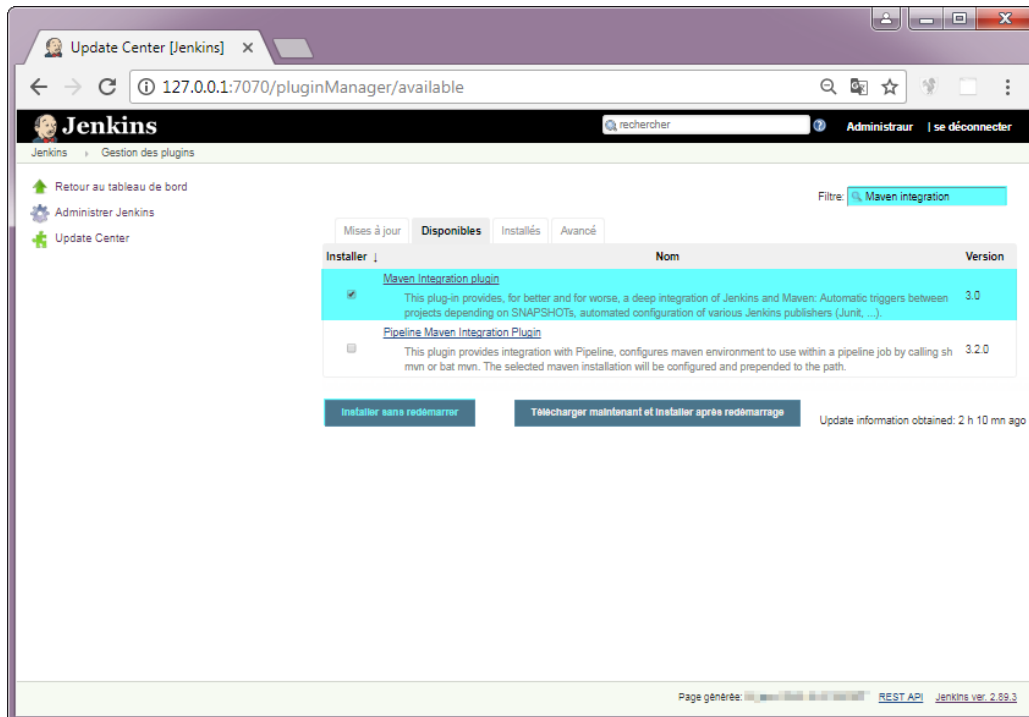 Update Center [Jenkins]
127.0.0.1:7070/pluginManager/available
Jenkins
rechercher
Administraur | se déconnecter
Jenkins Gestion des plugins
Retour au tableau de bord
Administrer Jenkins
Update Center
Filtre: Maven integration
Mises à jour Disponibles Installés Avancé
Installer ↓ Nom Version
Maven Integration plugin
This plug-in provides, for better and for worse, a deep integration of Jenkins and Maven: Automatic triggers between
projects depending on SNAPSHOTs, automated configuration of various Jenkins publishers (Junit, ...).
3.0
Pipeline Maven Integration Plugin
This plugin provides integration with Pipeline, configures maven environment to use within a pipeline job by calling sh
mvn or bat mvn. The selected maven installation will be configured and prepended to the path.
3.2.0
Installer sans redémarrer
Télécharger maintenant et installer après redémarrage
Update information obtained: 2 h 10 mn ago
Page générée: REST API Jenkins ver. 2.89.3